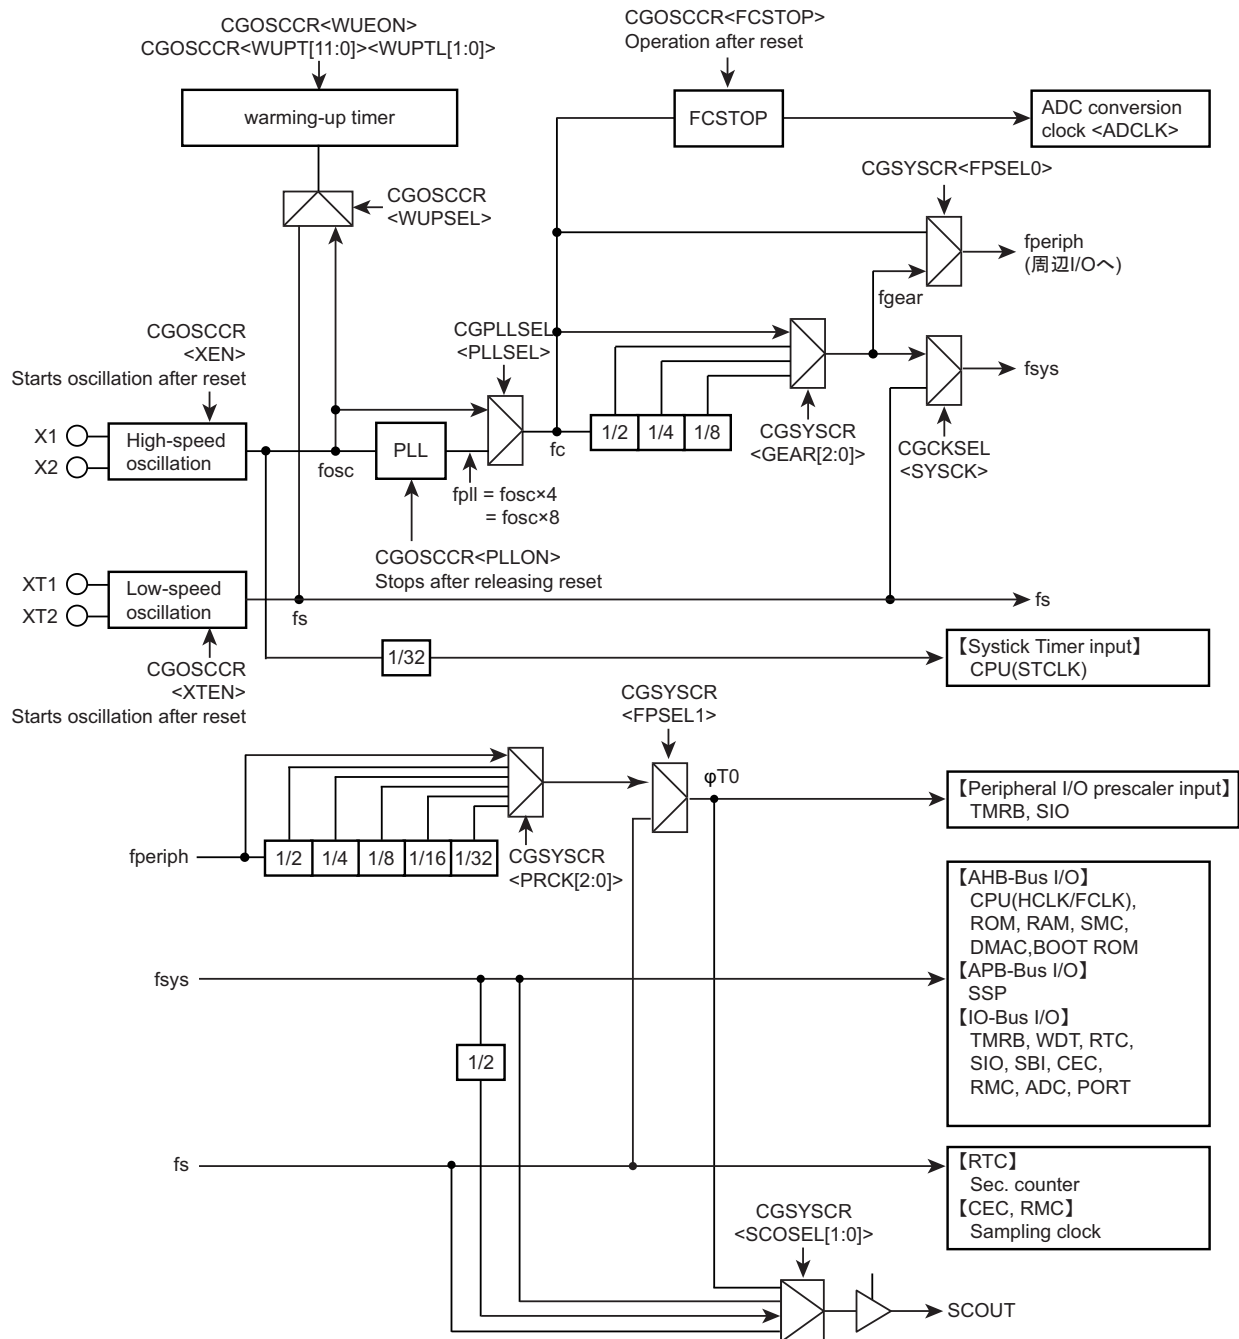 CGOSCCR<WUEON>
CGOSCCR<WUPT[11:0]><WUPTL[1:0]>
warming-up timer
CGOSCCR
<WUPSEL>
CGOSCCR<FCSTOP>
Operation after reset
FCSTOP
ADC conversion
clock <ADCLK>
CGSYSCR<FPSEL0>
fperiph
(周辺I/Oへ)
fgear
CGOSCCR
<XEN>
Starts oscillation after reset
X1
X2
High-speed
oscillation
fosc
PLL
CGPLLSEL
<PLLSEL>
fpll = fosc×4
= fosc×8
CGOSCCR<PLLON>
Stops after releasing reset
fc
1/2
1/4
1/8
CGSYSCR
<GEAR[2:0]>
fsys
CGCKSEL
<SYSCK>
XT1
XT2
Low-speed
oscillation
fs
fs
CGOSCCR
<XTEN>
Starts oscillation after reset
1/32
【Systick Timer input】
CPU(STCLK)
CGSYSCR
<FPSEL1>
φT0
【Peripheral I/O prescaler input】
TMRB, SIO
fperiph
1/2
1/4
1/8
1/16
1/32
CGSYSCR
<PRCK[2:0]>
fsys
1/2
【AHB-Bus I/O】
CPU(HCLK/FCLK),
ROM, RAM, SMC,
DMAC,BOOT ROM
【APB-Bus I/O】
SSP
【IO-Bus I/O】
TMRB, WDT, RTC,
SIO, SBI, CEC,
RMC, ADC, PORT
fs
【RTC】
Sec. counter
【CEC, RMC】
Sampling clock
CGSYSCR
<SCOSEL[1:0]>
SCOUT